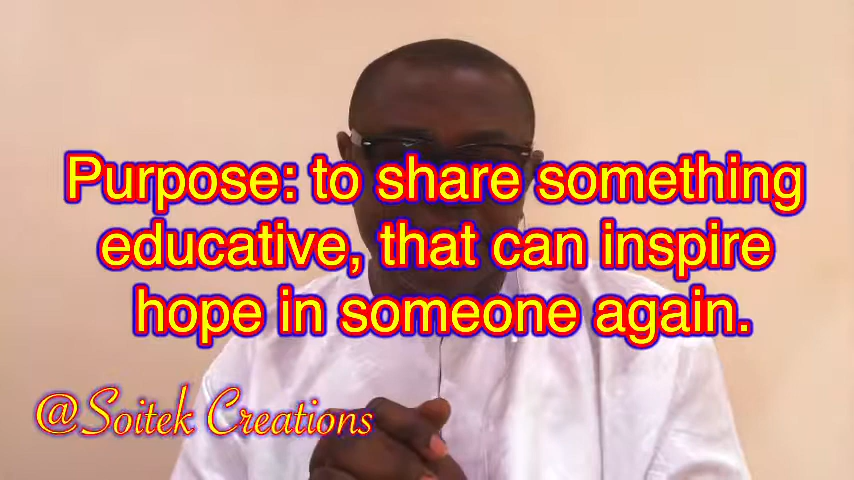 Purpose: to share something
educative, that can inspire
hope in someone again.
@Soitek Creations